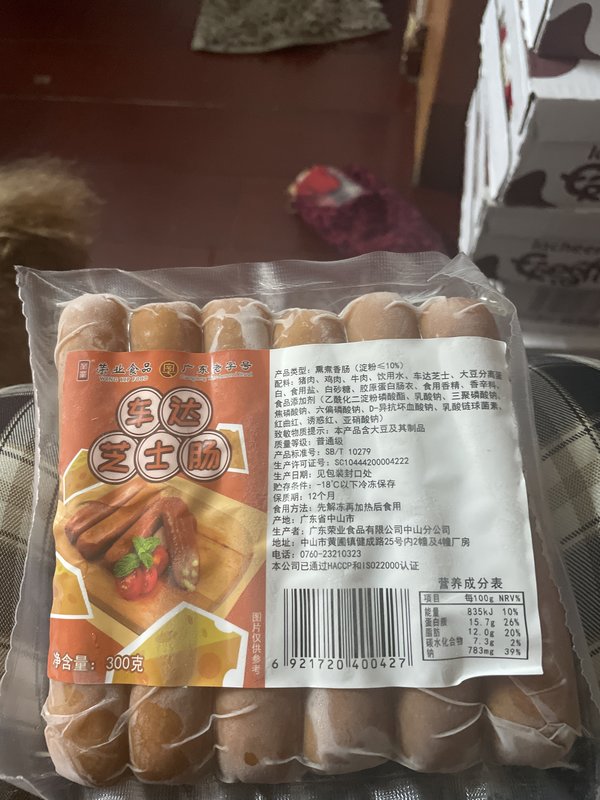 荣业食品
WING YIP FOOD
广东老字号
车达
芝士肠
图片仅供参考
净含量：300克
产品类型：熏煮香肠（淀粉≤10%）
配料：猪肉、鸡肉、牛肉、饮用水、车达芝士、大豆分离蛋
白、食用盐、白砂糖、胶原蛋白肠衣、食用香精、香辛料、
食品添加剂（乙酰化二淀粉磷酸酯、乳酸钠、三聚磷酸钠、
焦磷酸钠、六偏磷酸钠、D-异抗坏血酸钠、乳酸链球菌素、
红曲红、诱惑红、亚硝酸钠）
致敏物质提示：本产品含大豆及其制品
质量等级：普通级
产品标准号：SB/T 10279
生产许可证号：SC10444200004222
生产日期：见包装封口处
贮存条件：-18℃以下冷冻保存
保质期：12个月
食用方法：先解冻再加热后食用
产地：广东省中山市
生产者：广东荣业食品有限公司中山分公司
地址：中山市黄圃镇健成路25号内2幢及4幢厂房
电话：0760-23210323
本公司已通过HACCP和ISO22000认证
营养成分表
项目 每100g NRV%
能量 835kJ 10%
蛋白质 15.7g 26%
脂肪 12.0g 20%
碳水化合物 7.3g 2%
钠 783mg 39%
6 921720 400427